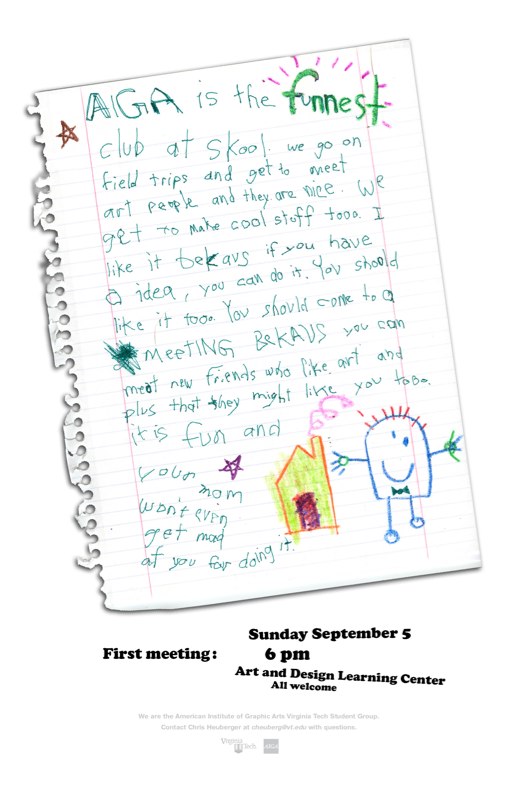 AIGA is the funnest
club at skool. we go on
field trips and get to meet
art people and they are nice. We
get to make cool stuff tooo. I
like it bekavs if you have
a idea, you can do it. You should
like it tooo. You should come to a
MEETING BEKAUS you can
meet new friends who like art and
plus that they might like you tooo.
it is fun and
your mom
won't even
get mad
at you for doing it.
First meeting:
Sunday September 5
6 pm
Art and Design Learning Center
All welcome
We are the American Institute of Graphic Arts Virginia Tech Student Group.
Contact Chris Heuberger at cheuberg@vt.edu with questions.
Virginia Tech
AIGA